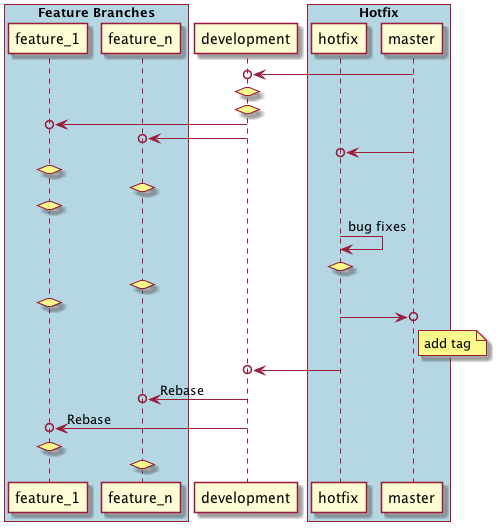 Feature Branches
Hotfix
feature_1
feature_n
development
hotfix
master
bug fixes
add tag
Rebase
Rebase
feature_1
feature_n
development
hotfix
master